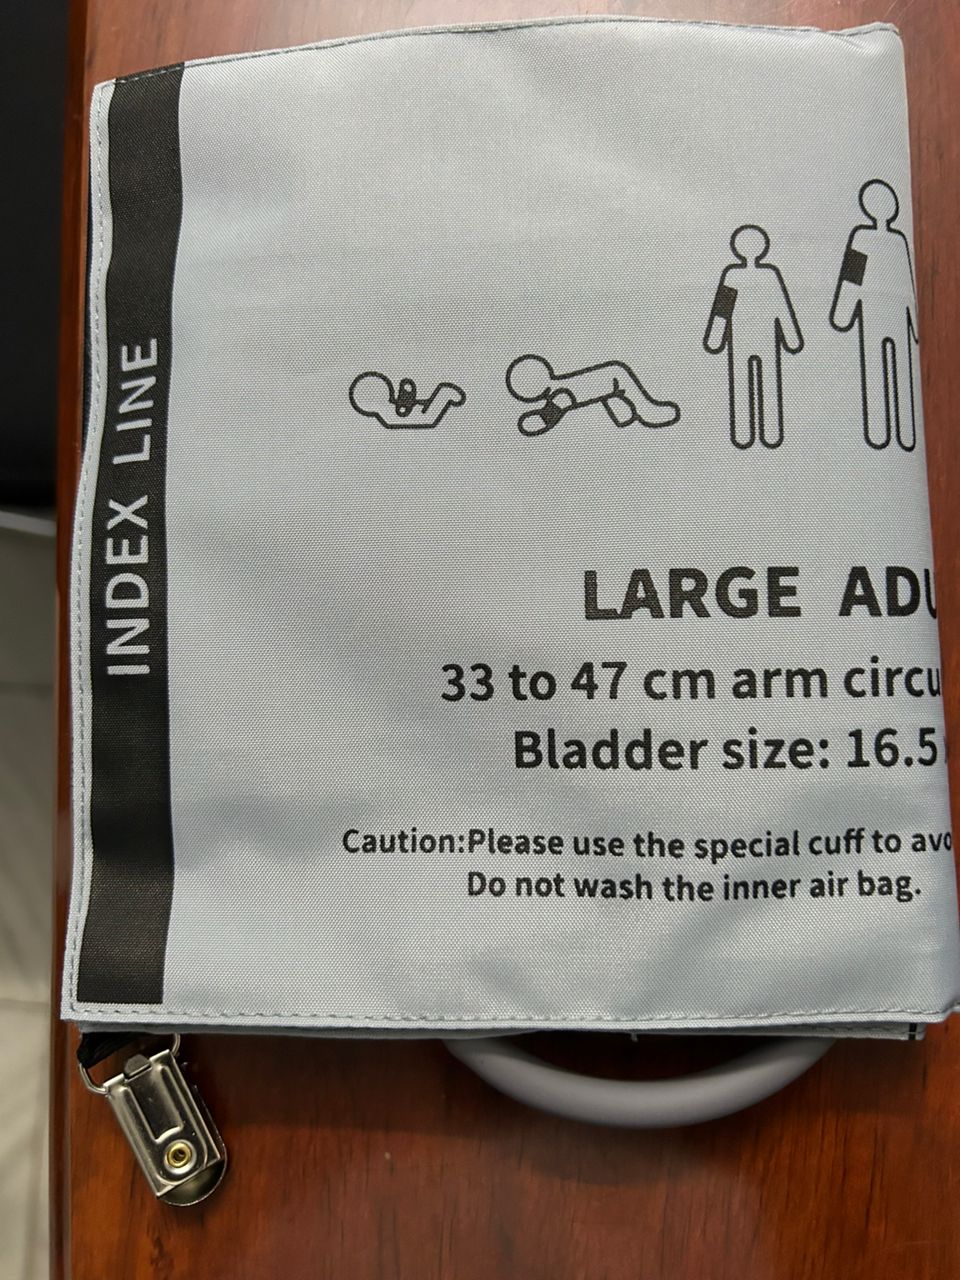 INDEX LINE
LARGE ADU
33 to 47 cm arm circu
Bladder size: 16.5
Caution:Please use the special cuff to avo
Do not wash the inner air bag.